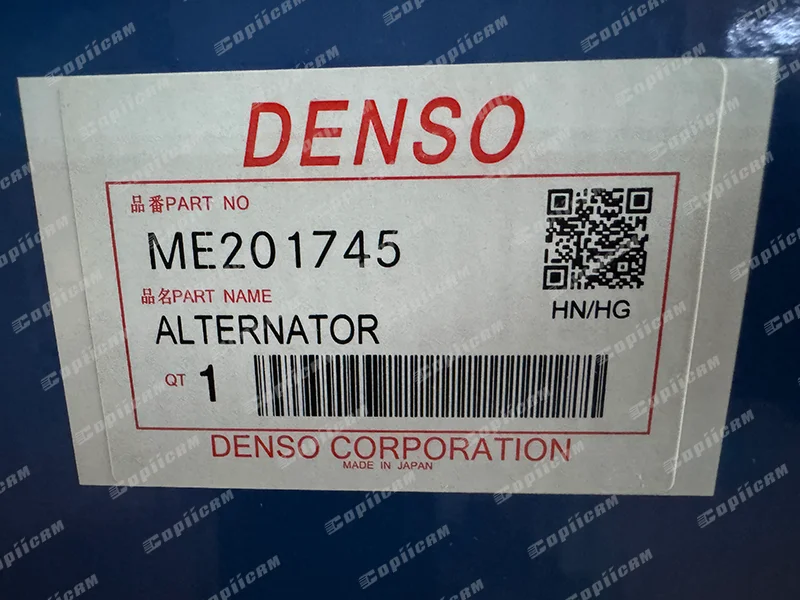 DENSO
品番PART NO
ME201745
HN/HG
品名PART NAME
ALTERNATOR
QT 1
DENSO CORPORATION
MADE IN JAPAN
Copiicam